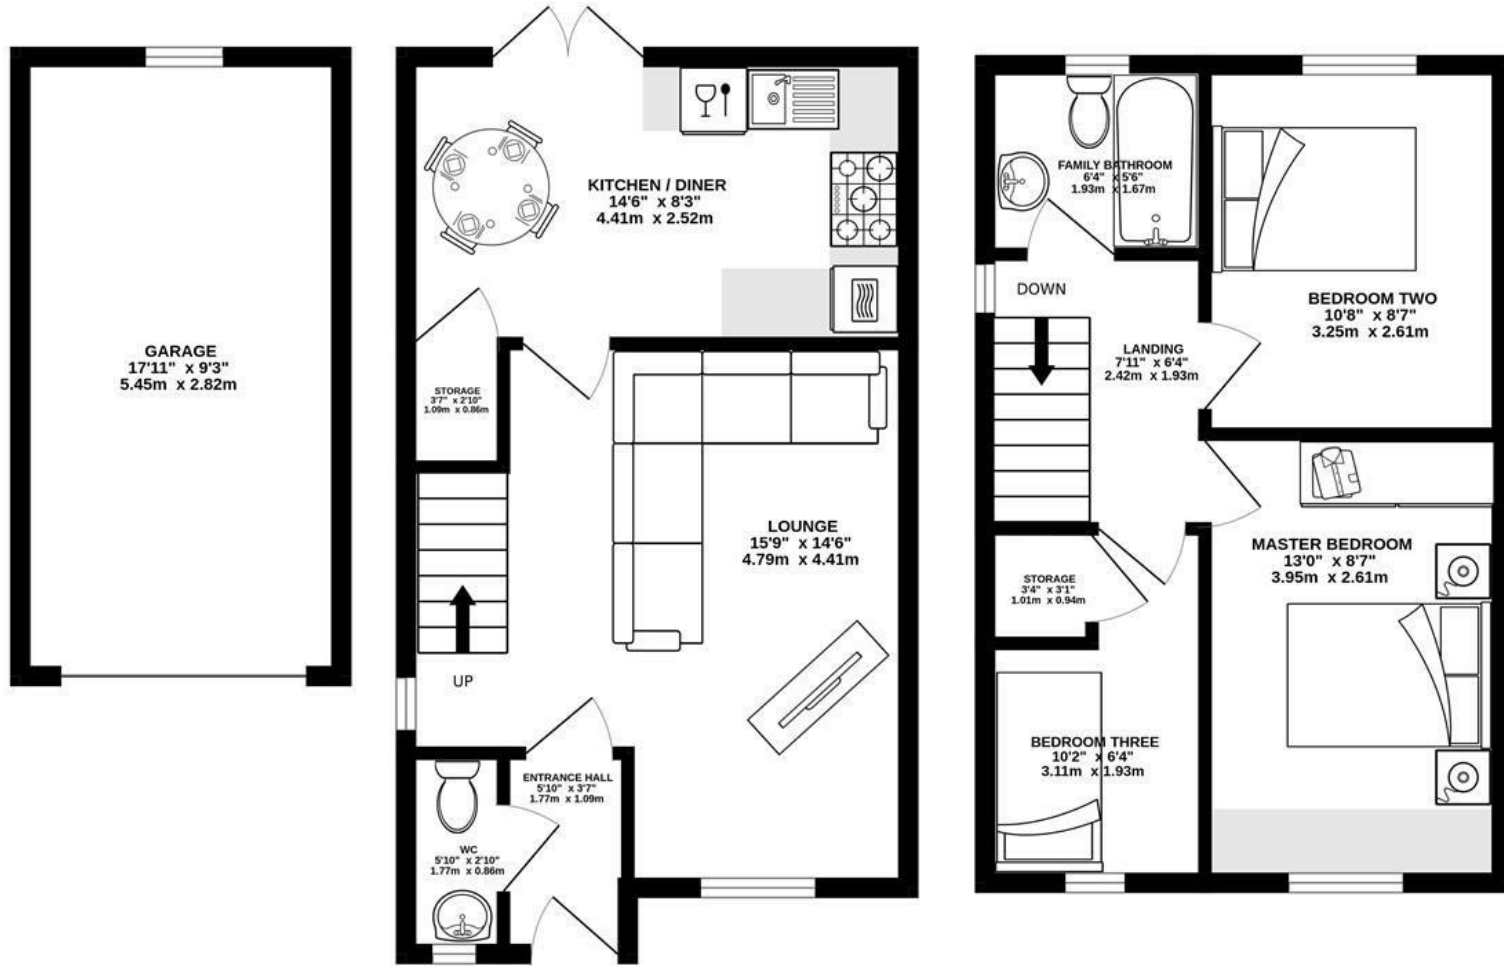 GARAGE
17'11" x 9'3"
5.45m x 2.82m
KITCHEN / DINER
14'6" x 8'3"
4.41m x 2.52m
STORAGE
3'7" x 2'10"
1.09m x 0.86m
LOUNGE
15'9" x 14'6"
4.79m x 4.41m
UP
ENTRANCE HALL
5'10" x 3'7"
1.77m x 1.09m
WC
5'10" x 2'10"
1.77m x 0.86m
FAMILY BATHROOM
6'4" x 5'6"
1.93m x 1.67m
DOWN
BEDROOM TWO
10'8" x 8'7"
3.25m x 2.61m
LANDING
7'11" x 6'4"
2.42m x 1.93m
MASTER BEDROOM
13'0" x 8'7"
3.95m x 2.61m
STORAGE
3'4" x 3'1"
1.01m x 0.94m
BEDROOM THREE
10'2" x 6'4"
3.11m x 1.93m